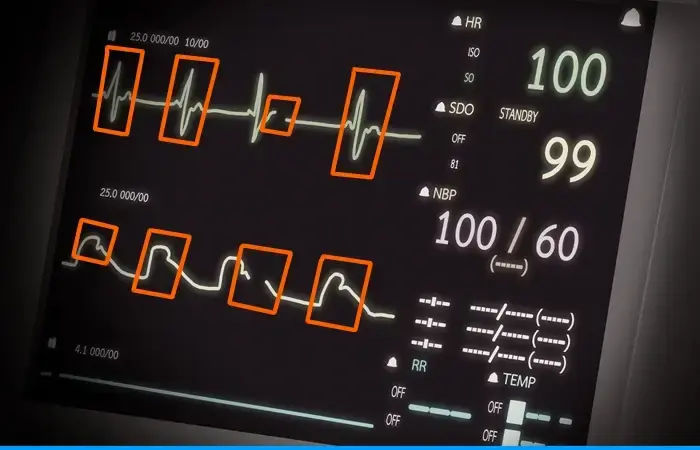 25.0 000/00 10/00
HR
ISO
SO
100
SDO
STANDBY
OFF
81
99
25.0 000/00
NBP
100 / 60
(----)
--|-- ----/----(----)
--|-- ----/----(----)
--|-- ----/----(----)
4.1 000/00
RR
OFF
OFF
TEMP
OFF
OFF